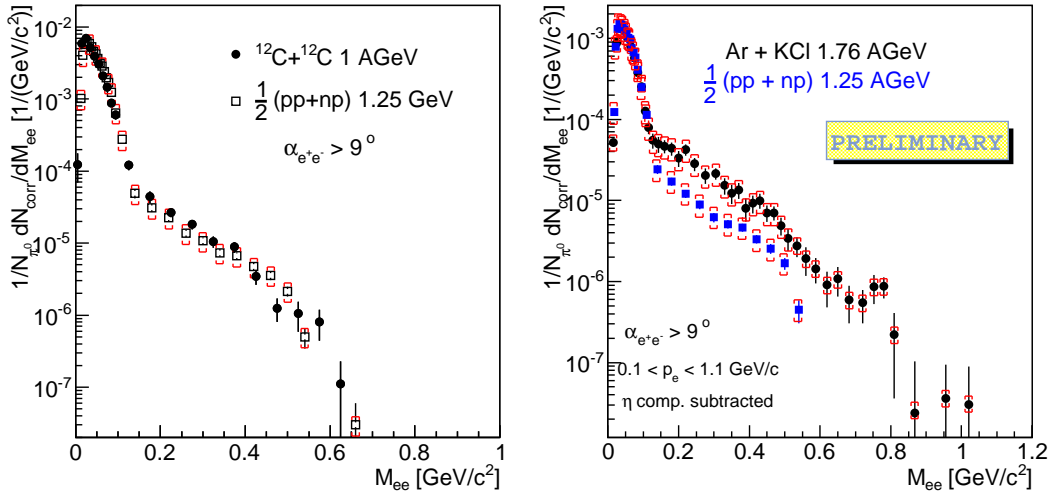 1/N_π⁰ dN_corr/dM_ee [1/(GeV/c²)]
10⁻²
10⁻³
10⁻⁴
10⁻⁵
10⁻⁶
10⁻⁷
¹²C+¹²C 1 AGeV
½ (pp+np) 1.25 GeV
α_e⁺e⁻ > 9°
0 0.2 0.4 0.6 0.8 1
M_ee [GeV/c²]
1/N_π⁰ dN_corr/dM_ee [1/(GeV/c²)]
10⁻³
10⁻⁴
10⁻⁵
10⁻⁶
10⁻⁷
Ar + KCl 1.76 AGeV
½ (pp + np) 1.25 AGeV
PRELIMINARY
α_e⁺e⁻ > 9°
0.1 < p_e < 1.1 GeV/c
η comp. subtracted
0 0.2 0.4 0.6 0.8 1 1.2
M_ee [GeV/c²]